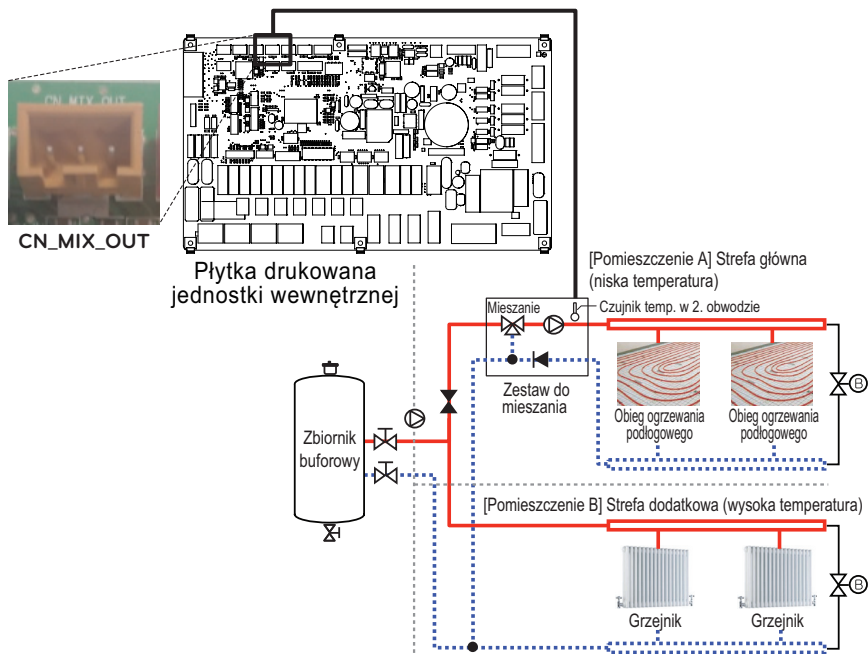 CN_MIX_OUT
CN_MIX_OUT
Płytka drukowana
jednostki wewnętrznej
[Pomieszczenie A] Strefa główna
(niska temperatura)
Mieszanie
Czujnik temp. w 2. obwodzie
Zestaw do
mieszania
Obieg ogrzewania
podłogowego
Obieg ogrzewania
podłogowego
B
Zbiornik
buforowy
[Pomieszczenie B] Strefa dodatkowa (wysoka temperatura)
Grzejnik
Grzejnik
B